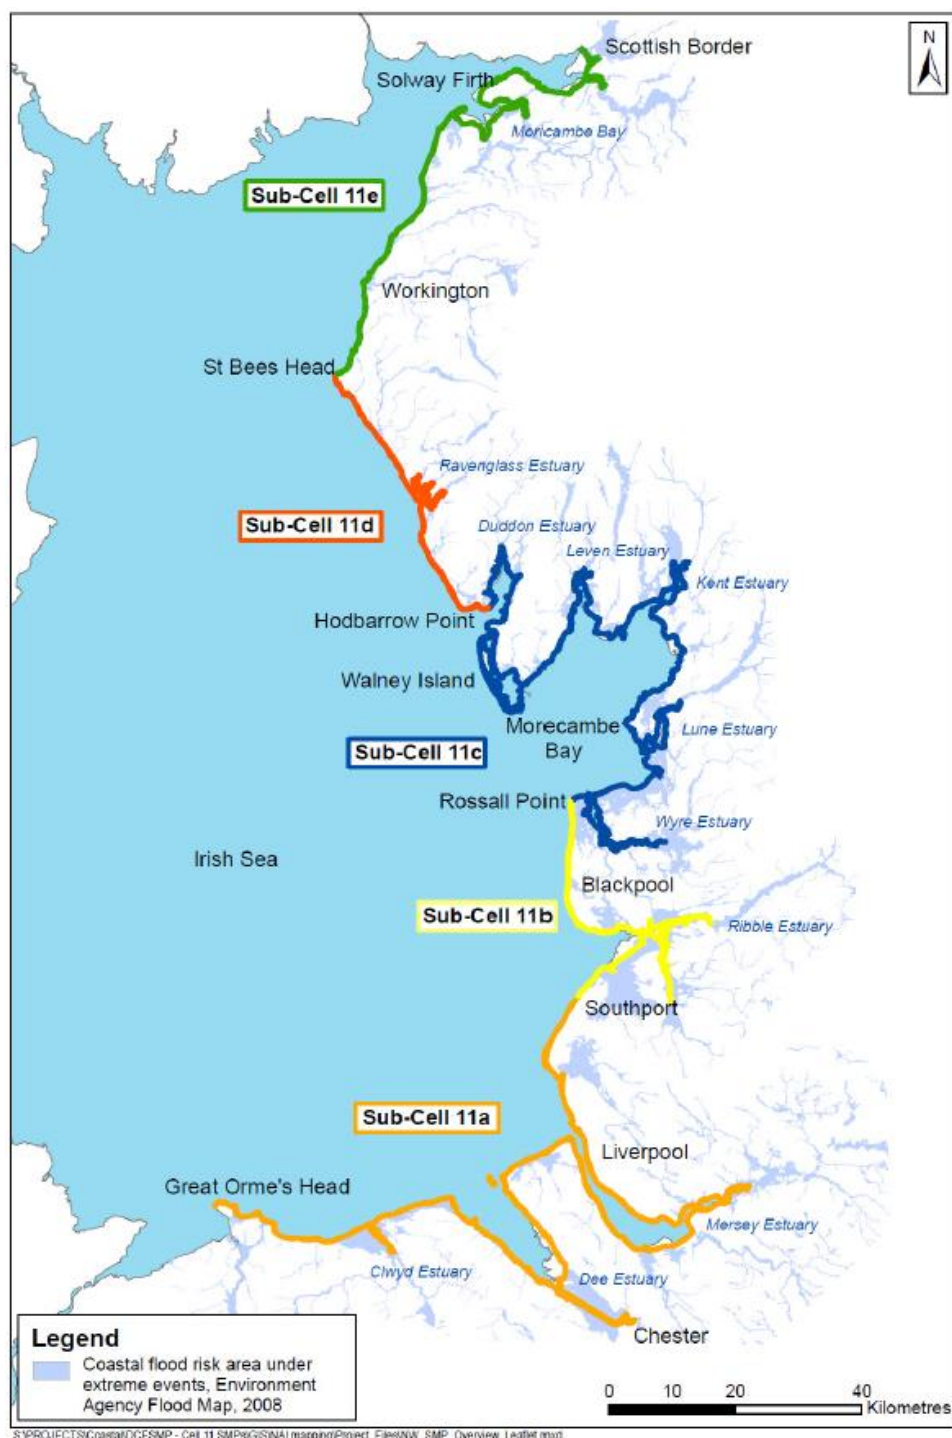 N
Scottish Border
Solway Firth
Moricambe Bay
Sub-Cell 11e
Workington
St Bees Head
Ravenglass Estuary
Sub-Cell 11d
Duddon Estuary
Leven Estuary
Kent Estuary
Hodbarrow Point
Walney Island
Morecambe
Bay
Lune Estuary
Sub-Cell 11c
Rossall Point
Wyre Estuary
Irish Sea
Blackpool
Sub-Cell 11b
Ribble Estuary
Southport
Sub-Cell 11a
Liverpool
Great Orme's Head
Mersey Estuary
Clwyd Estuary
Dee Estuary
Chester
Legend
Coastal flood risk area under
extreme events, Environment
Agency Flood Map, 2008
0 10 20 40
Kilometres